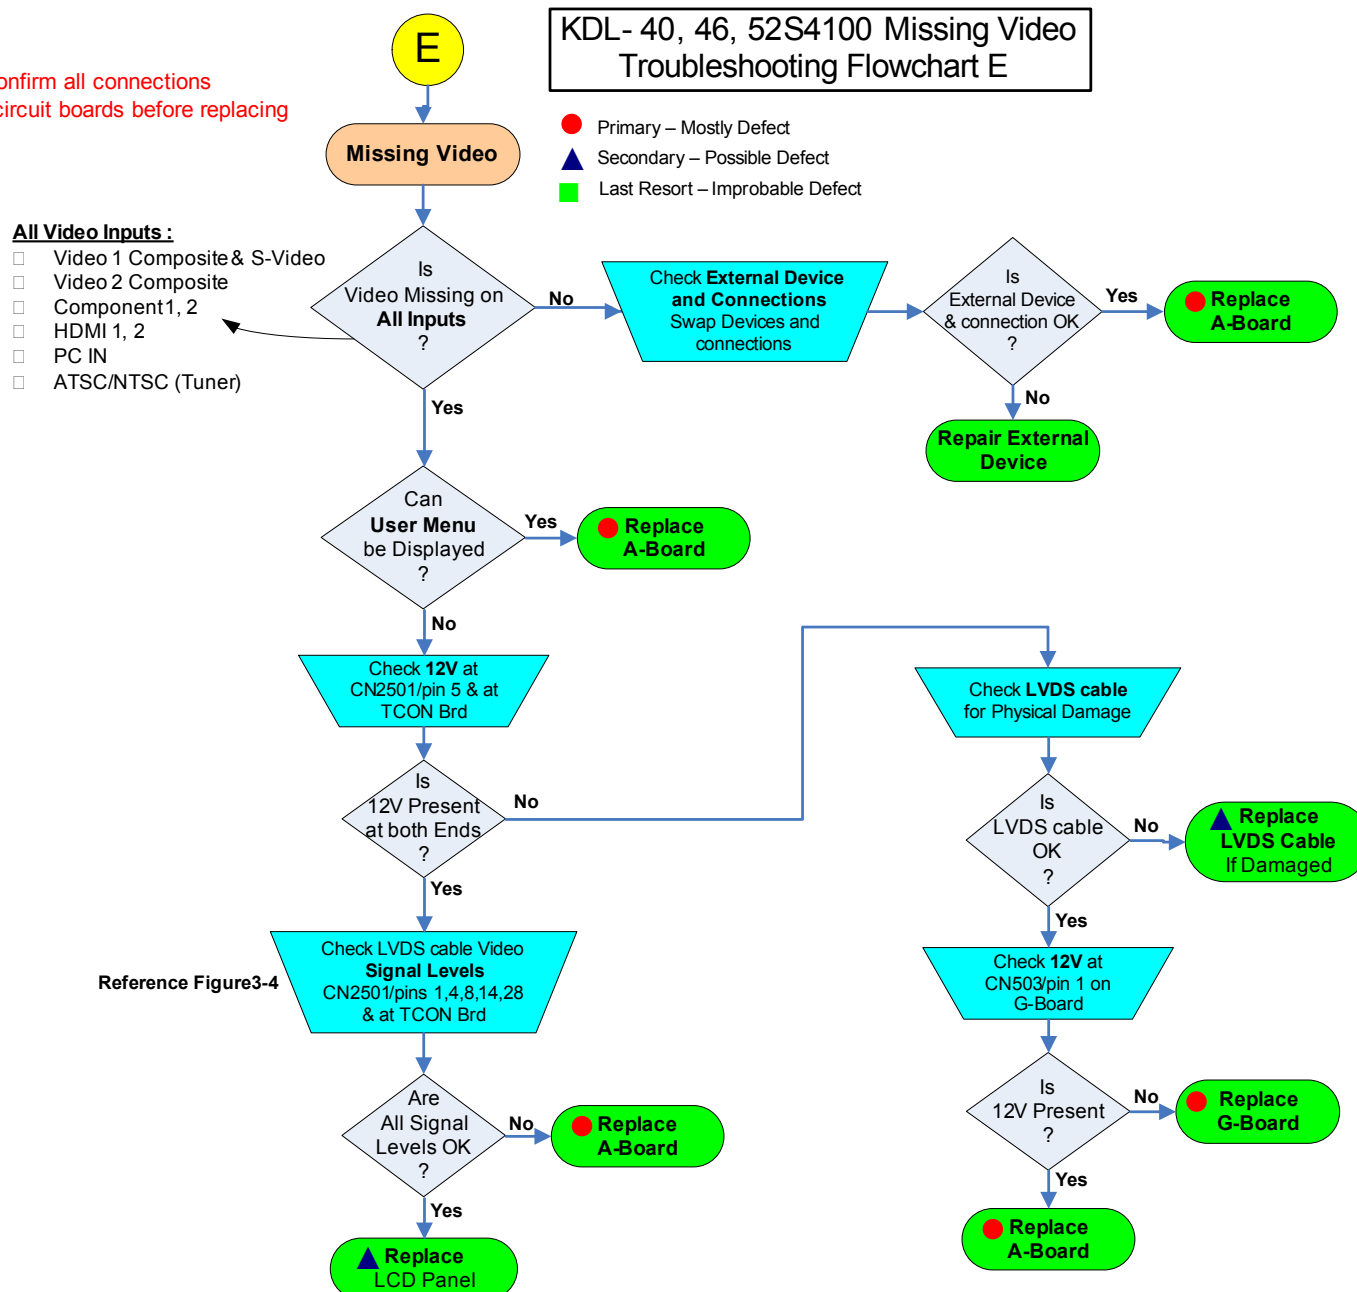 E
KDL- 40, 46, 52S4100 Missing Video
Troubleshooting Flowchart E
onfirm all connections
circuit boards before replacing
Primary – Mostly Defect
Secondary – Possible Defect
Last Resort – Improbable Defect
Missing Video
All Video Inputs :
Video 1 Composite & S-Video
Video 2 Composite
Component 1, 2
HDMI 1, 2
PC IN
ATSC/NTSC (Tuner)
Is
Video Missing on
All Inputs
?
No
Check External Device
and Connections
Swap Devices and
connections
Is
External Device
& connection OK
?
Yes
Replace
A-Board
No
Repair External
Device
Yes
Can
User Menu
be Displayed
?
Yes
Replace
A-Board
No
Check 12V at
CN2501/pin 5 & at
TCON Brd
Is
12V Present
at both Ends
?
No
Check LVDS cable
for Physical Damage
Is
LVDS cable
OK
?
No
Replace
LVDS Cable
If Damaged
Yes
Check 12V at
CN503/pin 1 on
G-Board
Is
12V Present
?
No
Replace
G-Board
Yes
Replace
A-Board
Yes
Reference Figure3-4
Check LVDS cable Video
Signal Levels
CN2501/pins 1,4,8,14,28
& at TCON Brd
Are
All Signal
Levels OK
?
No
Replace
A-Board
Yes
Replace
LCD Panel